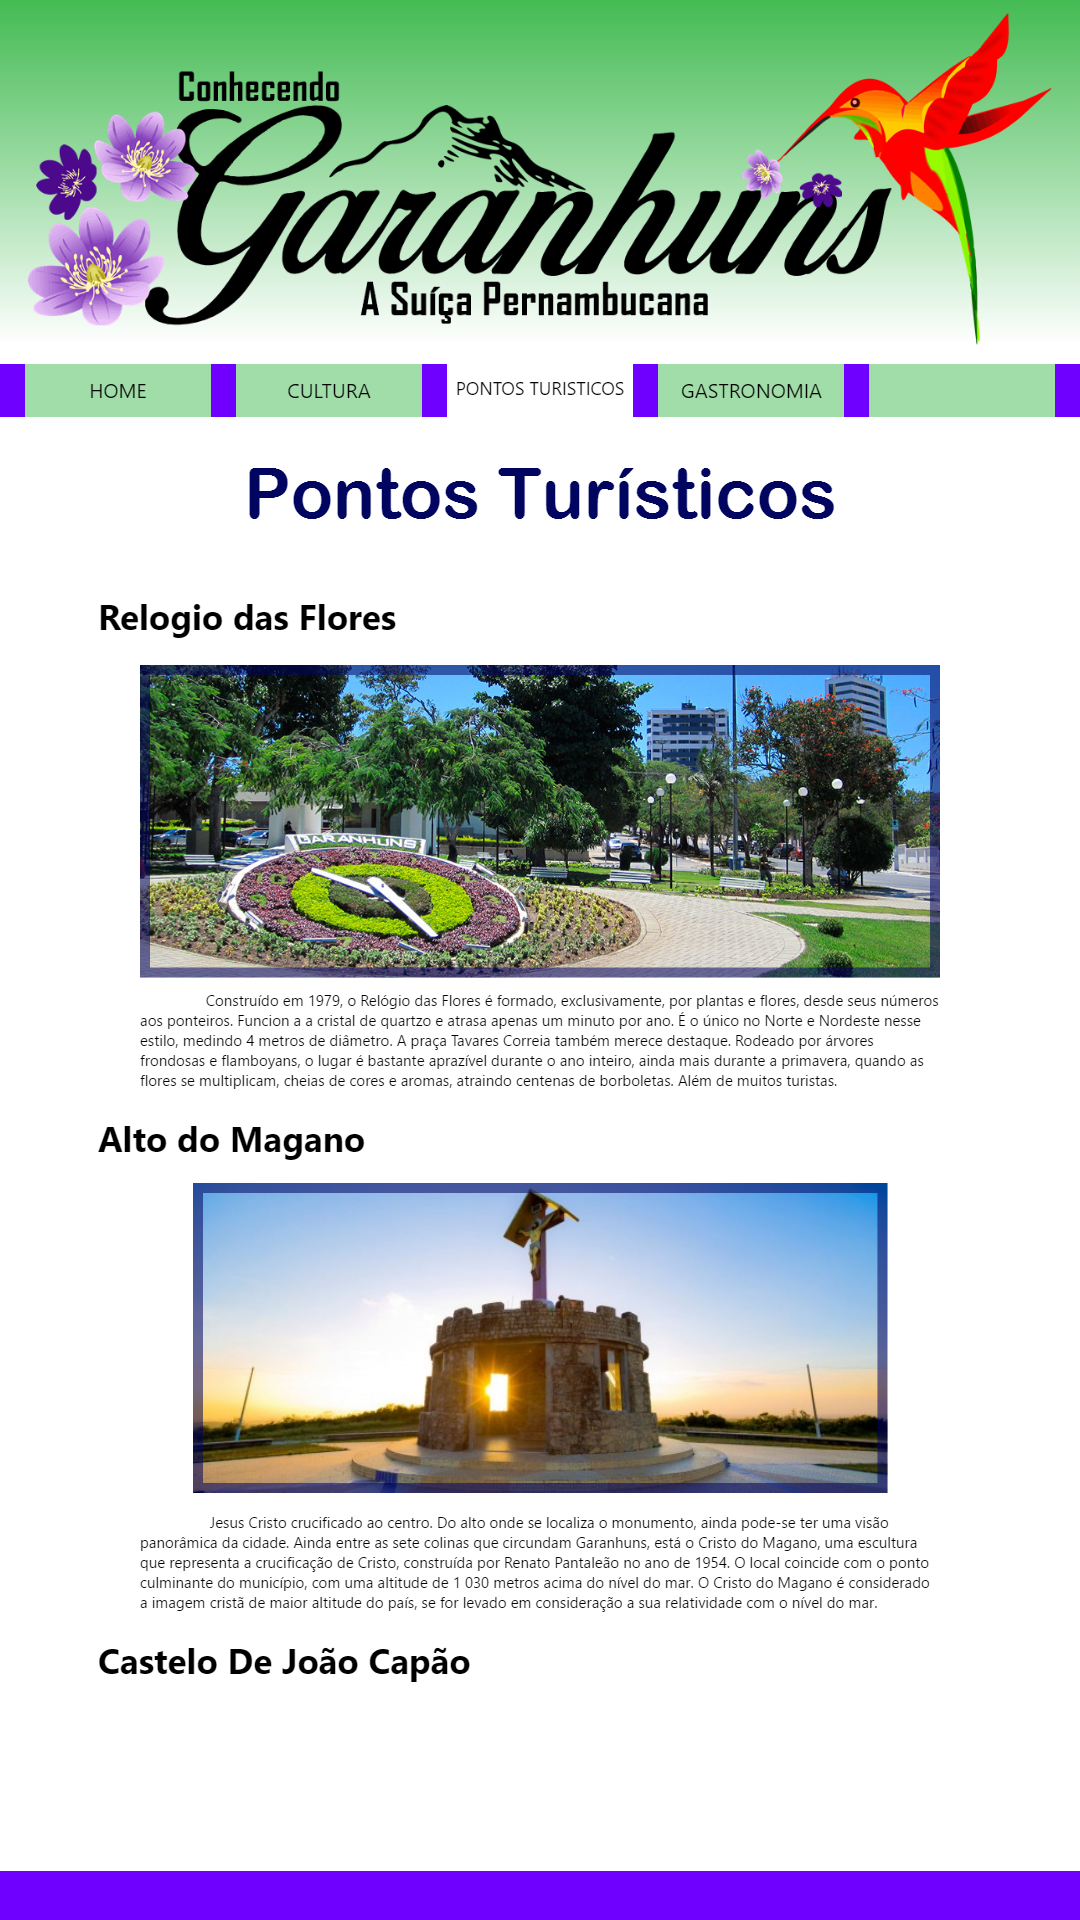 Conhecendo
Garanhuns
A Suíça Pernambucana
HOME
CULTURA
PONTOS TURISTICOS
GASTRONOMIA
Pontos Turísticos
Relogio das Flores
GARANHUNS
Construído em 1979, o Relógio das Flores é formado, exclusivamente, por plantas e flores, desde seus números
aos ponteiros. Funcion a a cristal de quartzo e atrasa apenas um minuto por ano. É o único no Norte e Nordeste nesse
estilo, medindo 4 metros de diâmetro. A praça Tavares Correia também merece destaque. Rodeado por árvores
frondosas e flamboyans, o lugar é bastante aprazível durante o ano inteiro, ainda mais durante a primavera, quando as
flores se multiplicam, cheias de cores e aromas, atraindo centenas de borboletas. Além de muitos turistas.
Alto do Magano
Jesus Cristo crucificado ao centro. Do alto onde se localiza o monumento, ainda pode-se ter uma visão
panorâmica da cidade. Ainda entre as sete colinas que circundam Garanhuns, está o Cristo do Magano, uma escultura
que representa a crucificação de Cristo, construída por Renato Pantaleão no ano de 1954. O local coincide com o ponto
culminante do município, com uma altitude de 1 030 metros acima do nível do mar. O Cristo do Magano é considerado
a imagem cristã de maior altitude do país, se for levado em consideração a sua relatividade com o nível do mar.
Castelo De João Capão